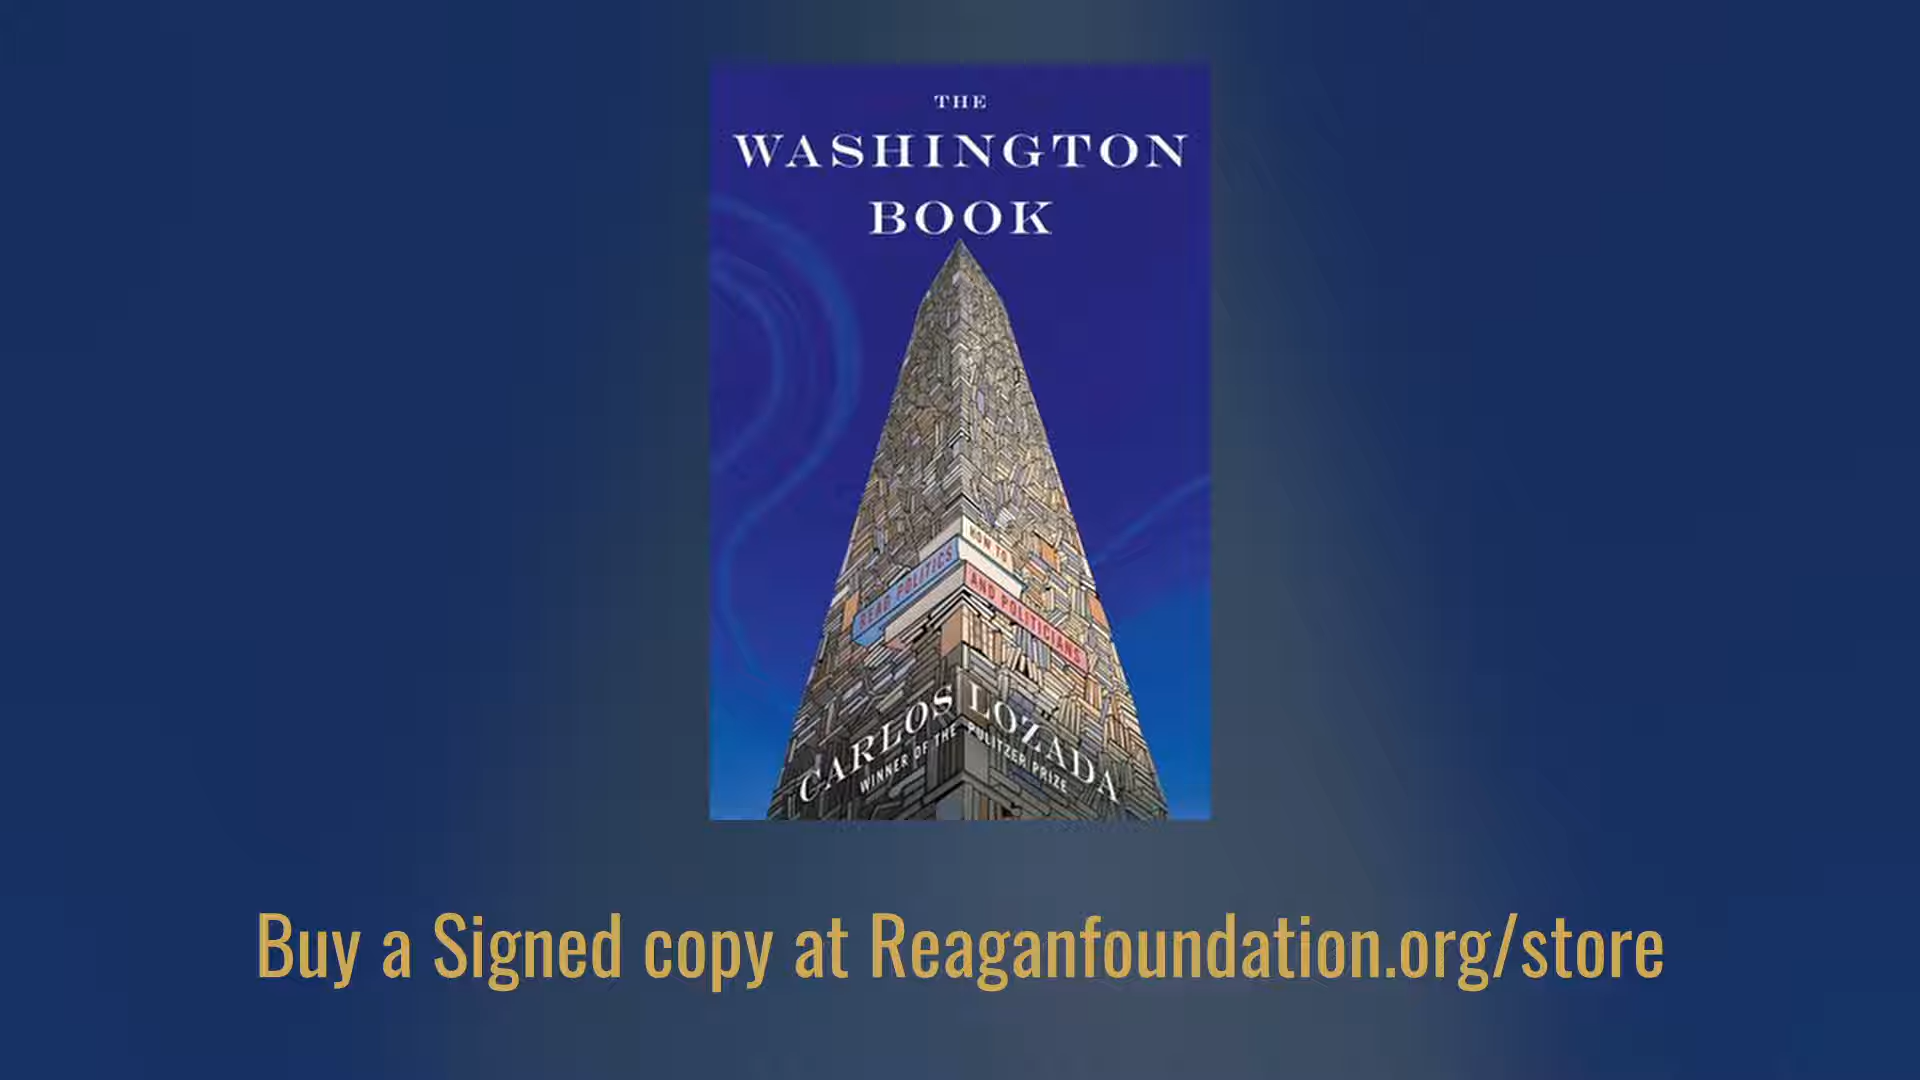 THE
WASHINGTON
BOOK
HOW TO
READ POLITICS
AND POLITICIANS
CARLOS LOZADA
WINNER OF THE PULITZER PRIZE
Buy a Signed copy at Reaganfoundation.org/store